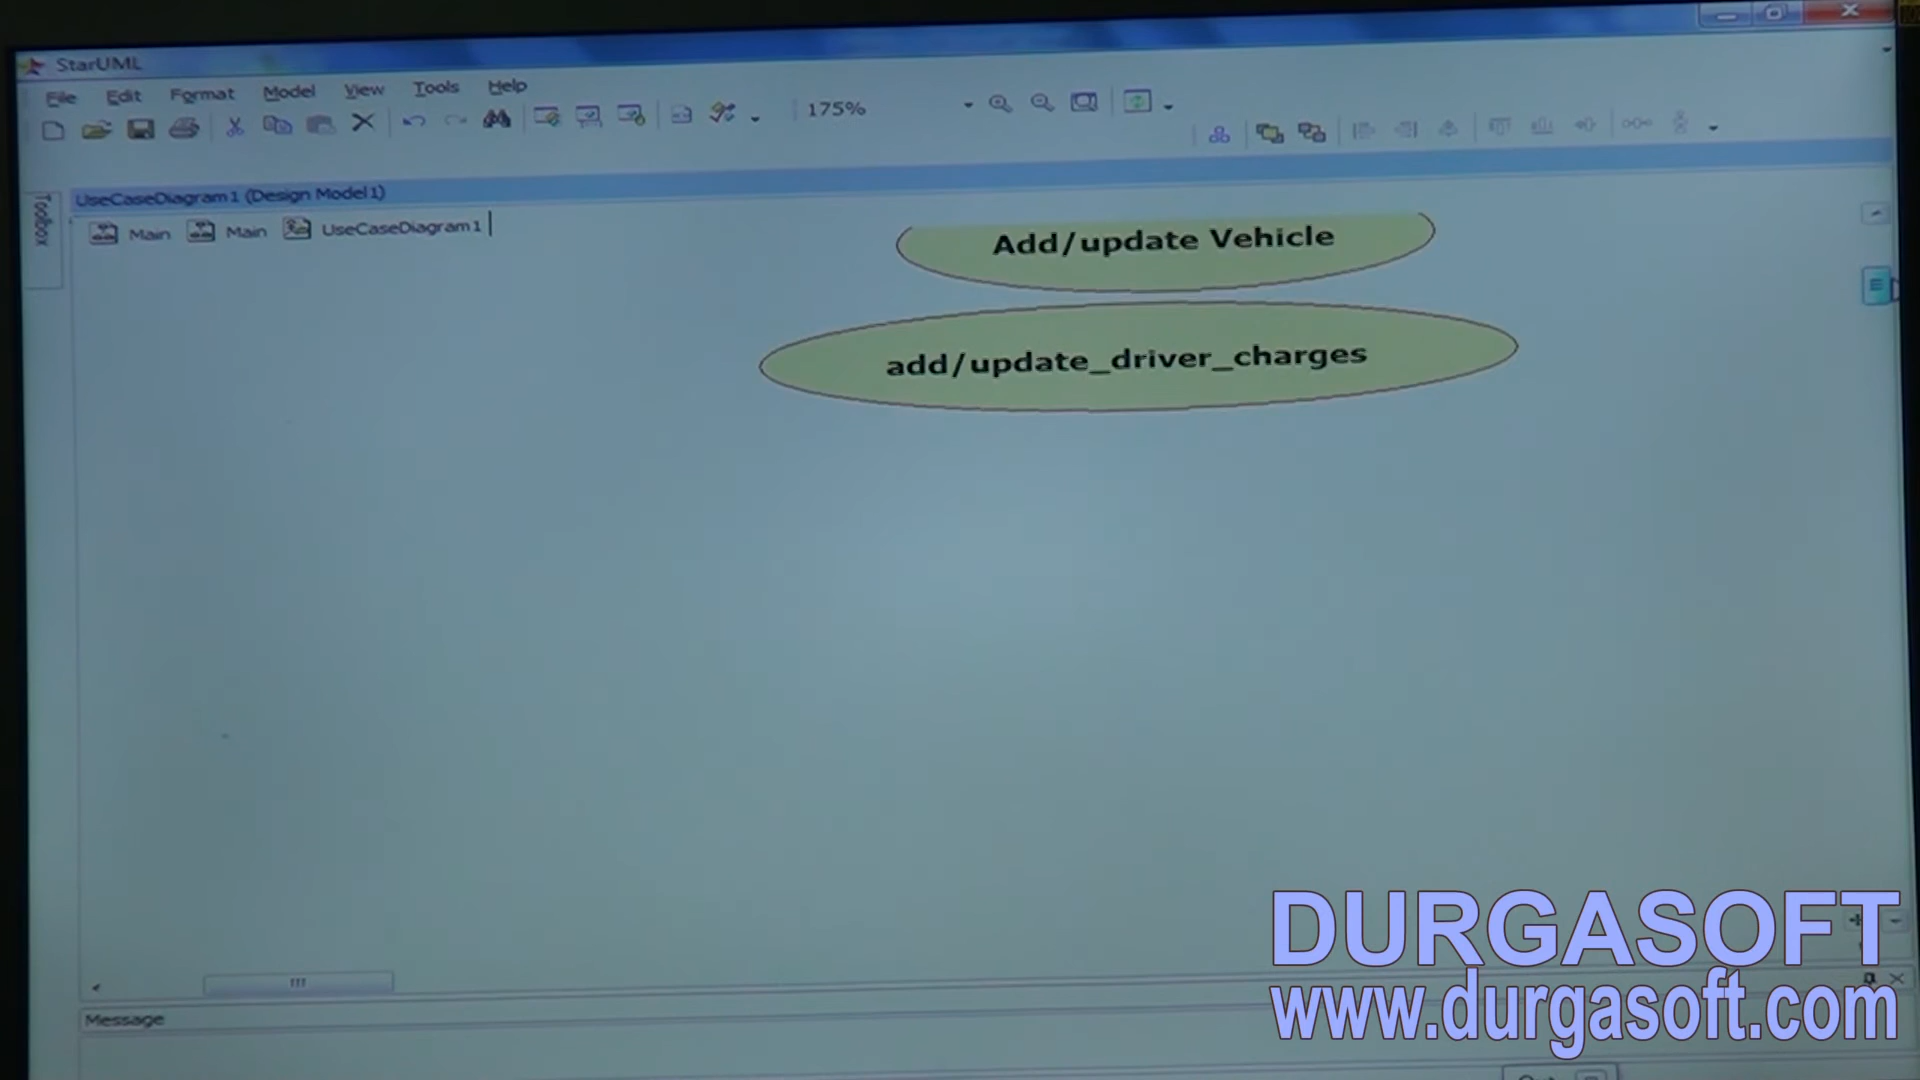 StarUML
File Edit Format Model View Tools Help
175%
Toolbox
UseCaseDiagram1 (Design Model1)
Main Main UseCaseDiagram1
Add/update Vehicle
add/update_driver_charges
Message
DURGASOFT
www.durgasoft.com